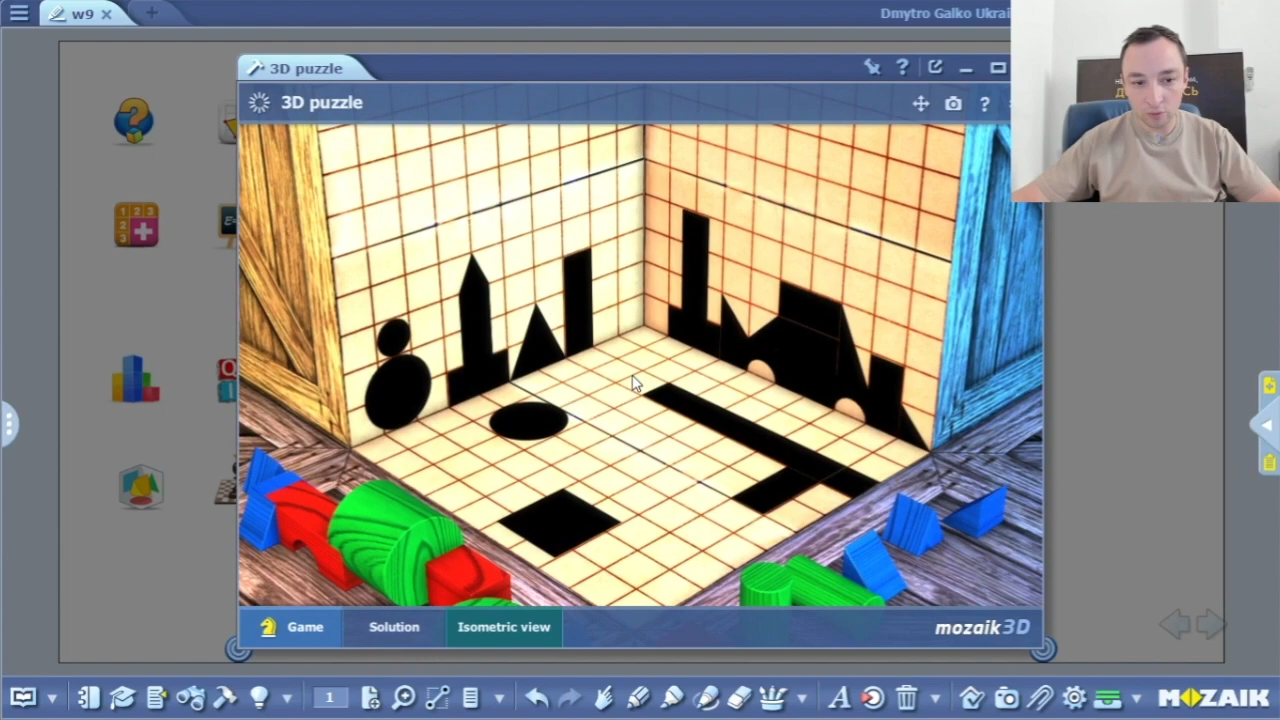 w9
Dmytro Galko Ukrai
3D puzzle
3D puzzle
Game
Solution
Isometric view
mozaik3D
1
MOZAIK